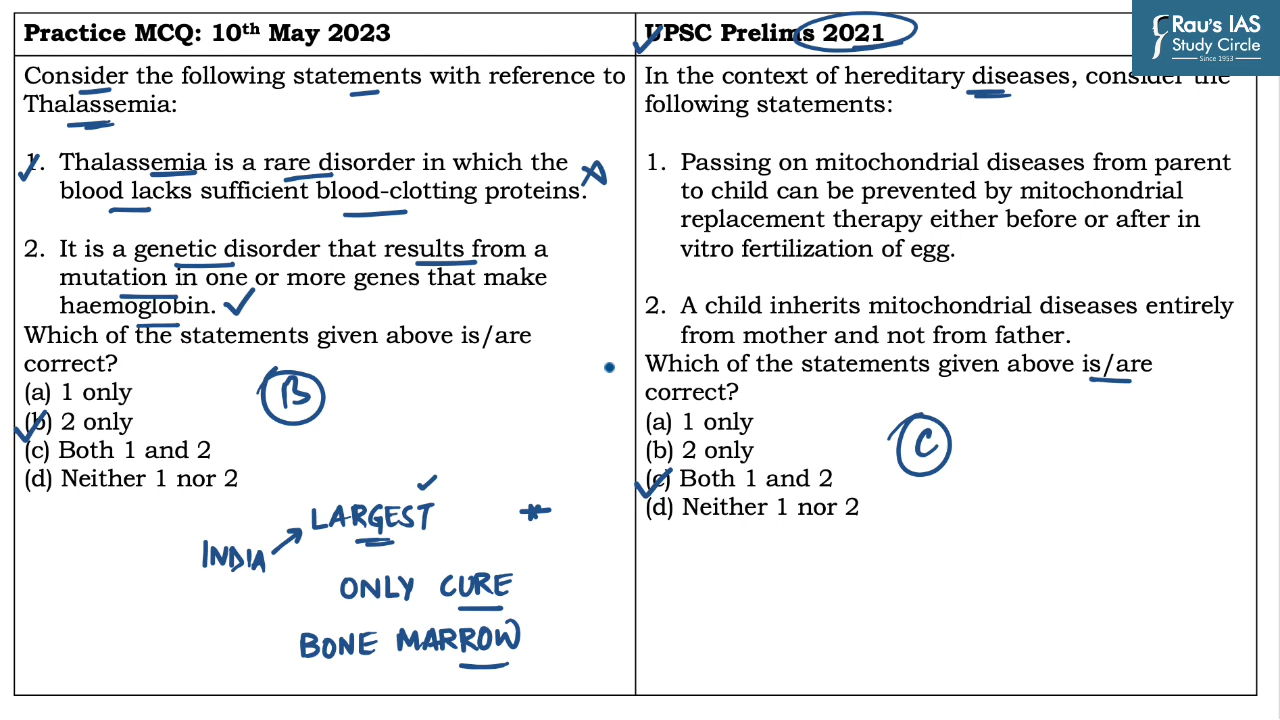 Practice MCQ: 10th May 2023
Consider the following statements with reference to
Thalassemia:
1. Thalassemia is a rare disorder in which the
blood lacks sufficient blood-clotting proteins.
2. It is a genetic disorder that results from a
mutation in one or more genes that make
haemoglobin.
Which of the statements given above is/are
correct?
(a) 1 only
(b) 2 only
(c) Both 1 and 2
(d) Neither 1 nor 2
B
LARGEST
INDIA
ONLY CURE
BONE MARROW
UPSC Prelims 2021
In the context of hereditary diseases, consider the
following statements:
1. Passing on mitochondrial diseases from parent
to child can be prevented by mitochondrial
replacement therapy either before or after in
vitro fertilization of egg.
2. A child inherits mitochondrial diseases entirely
from mother and not from father.
Which of the statements given above is/are
correct?
(a) 1 only
(b) 2 only
(c) Both 1 and 2
(d) Neither 1 nor 2
C
Rau's IAS
Study Circle
Since 1953